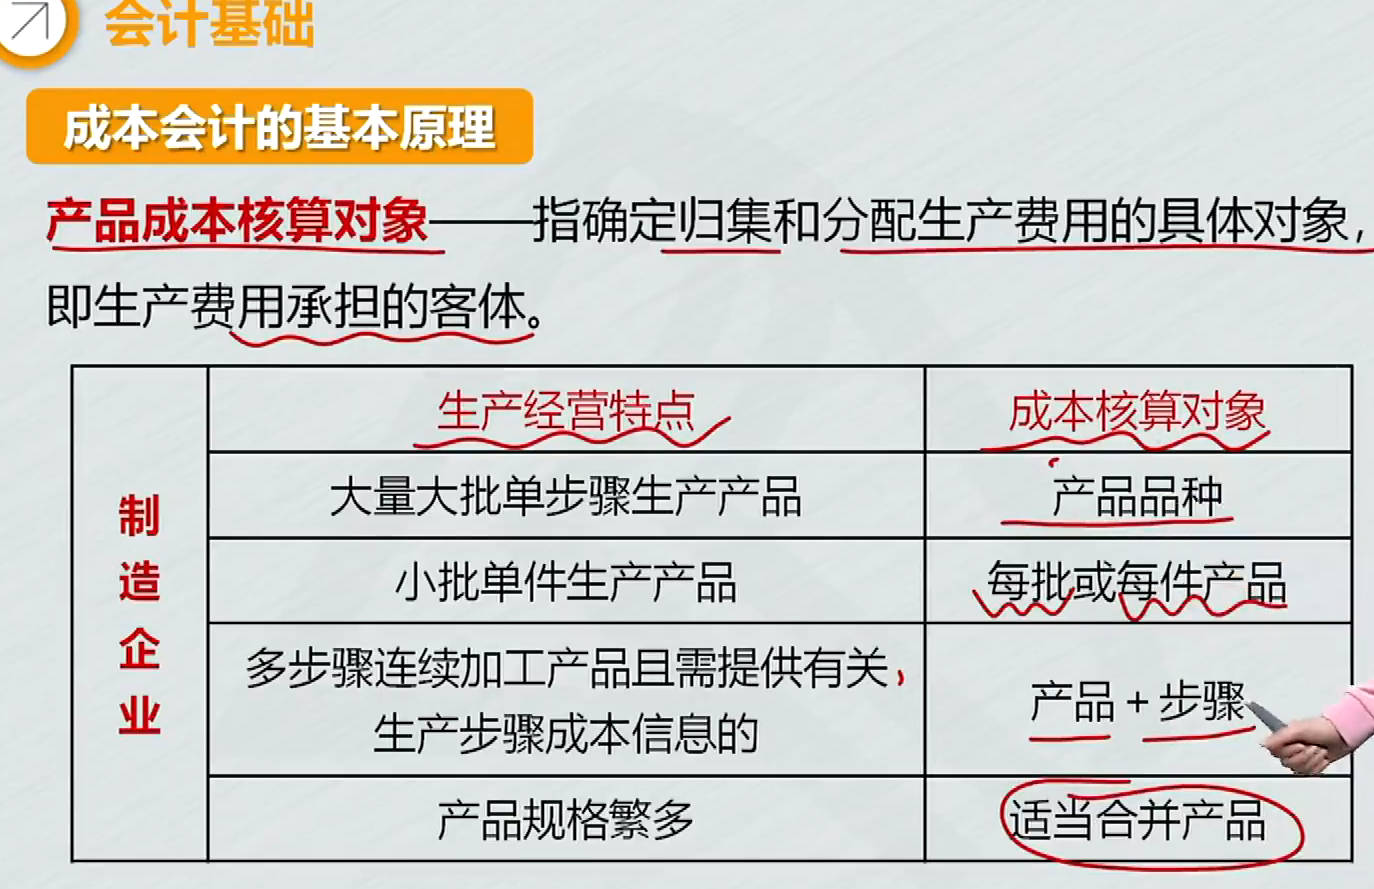 会计基础
成本会计的基本原理
产品成本核算对象——指确定归集和分配生产费用的具体对象，
即生产费用承担的客体。
制造企业
生产经营特点 成本核算对象
大量大批单步骤生产产品 产品品种
小批单件生产产品 每批或每件产品
多步骤连续加工产品且需提供有关
生产步骤成本信息的 产品+步骤
产品规格繁多 适当合并产品